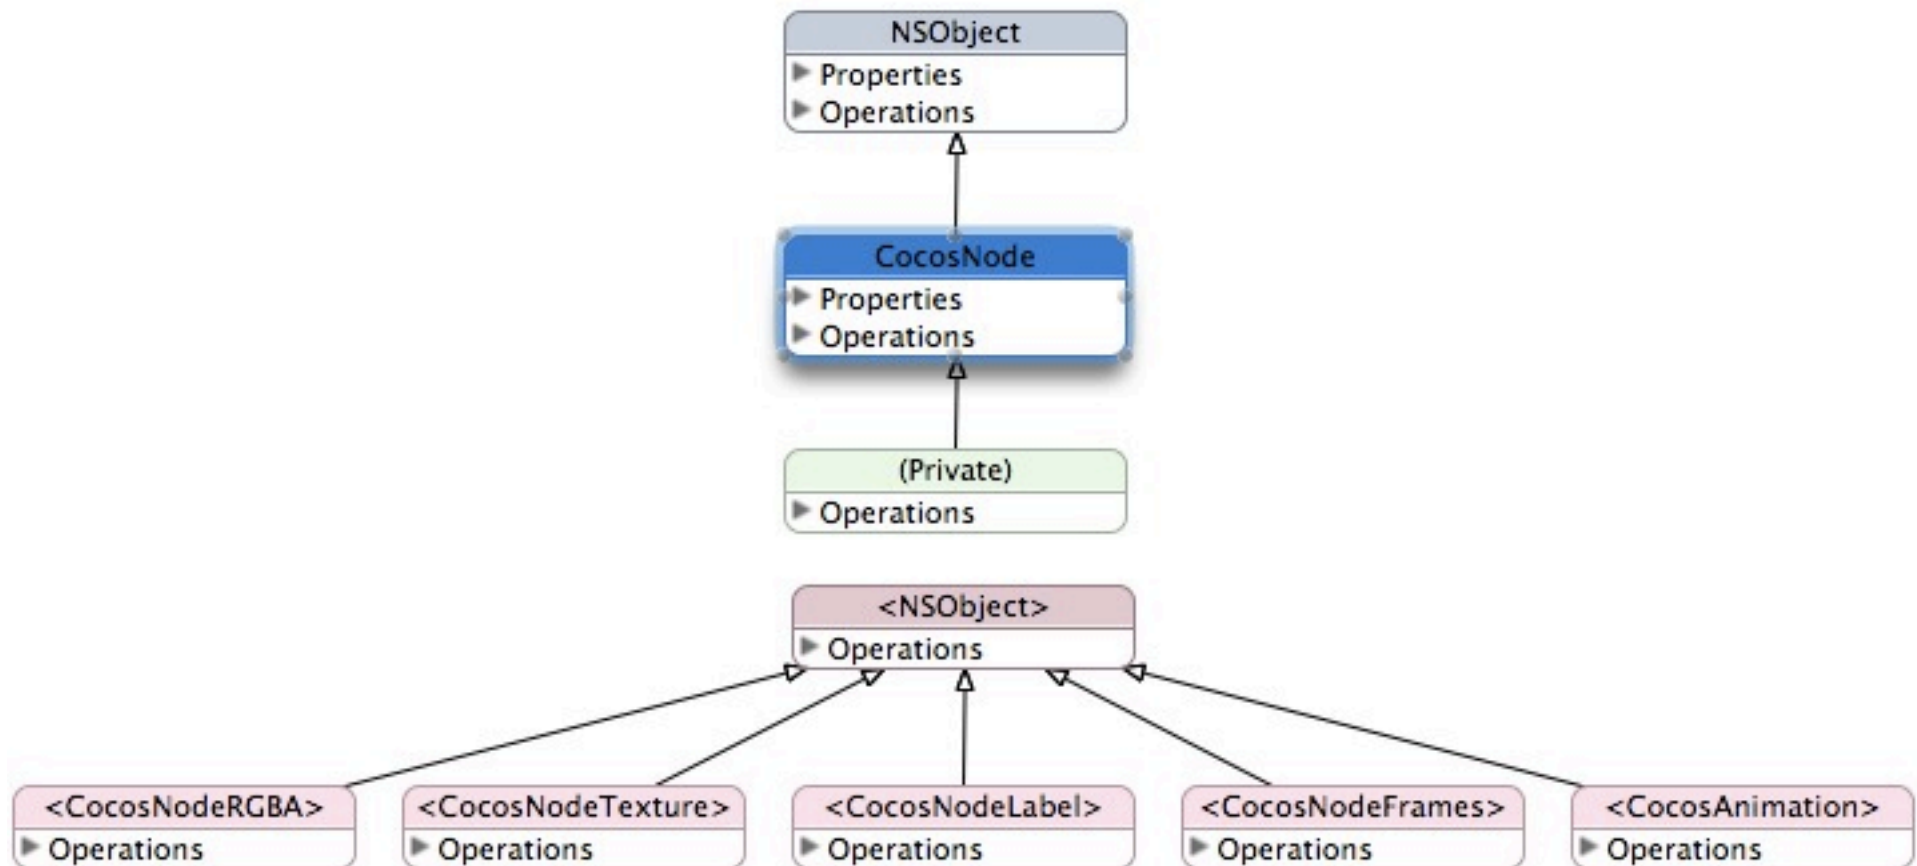 NSObject
Properties
Operations
CocosNode
Properties
Operations
(Private)
Operations
<NSObject>
Operations
<CocosNodeRGBA>
Operations
<CocosNodeTexture>
Operations
<CocosNodeLabel>
Operations
<CocosNodeFrames>
Operations
<CocosAnimation>
Operations